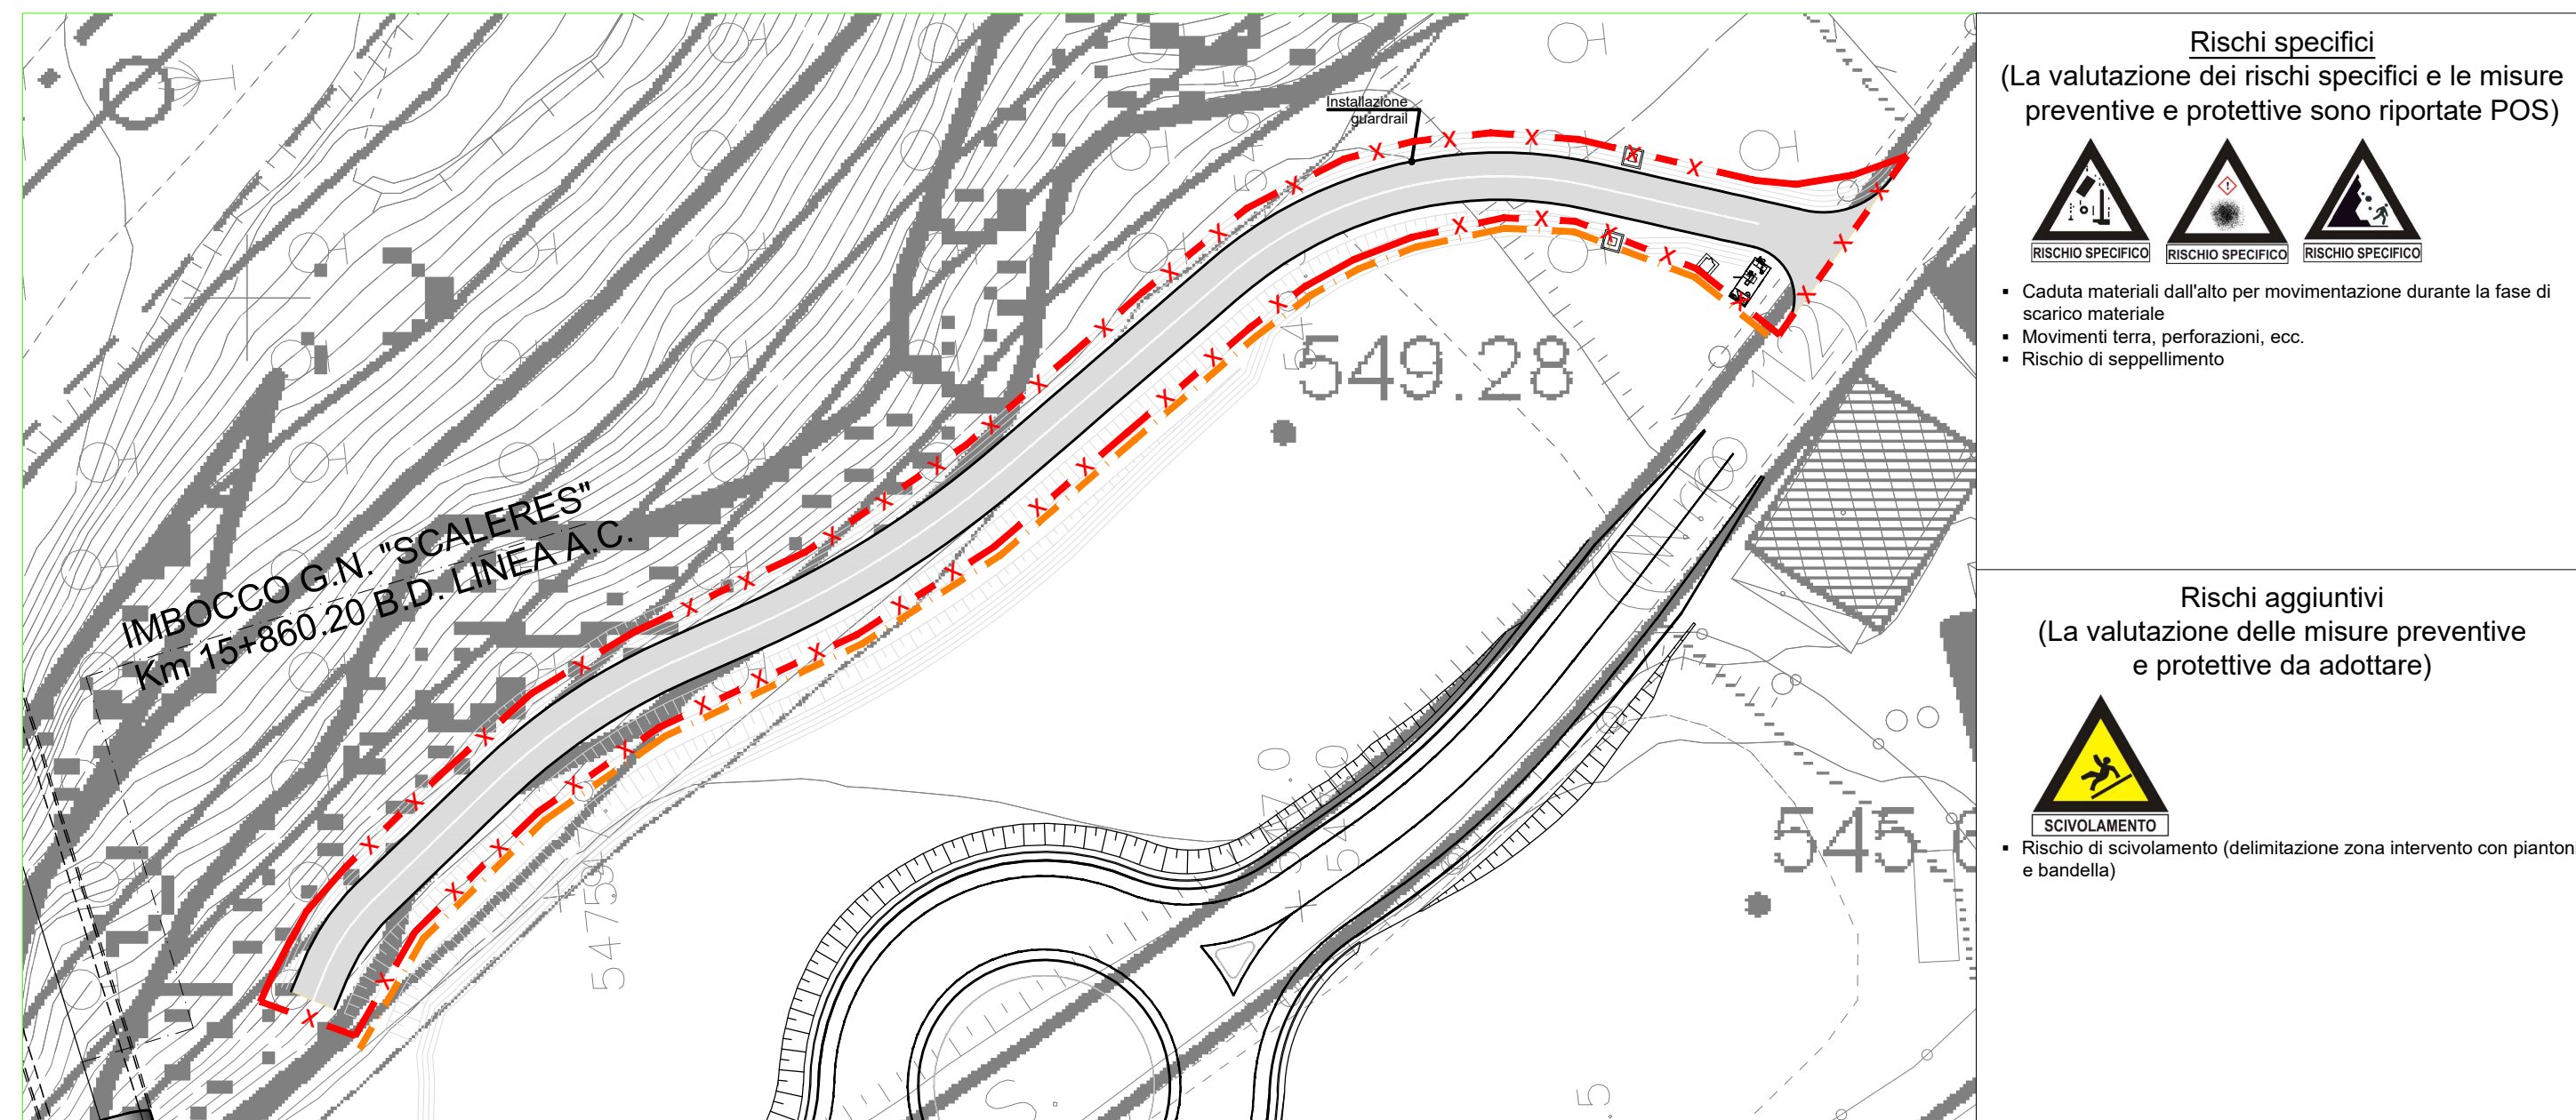 Installazione
guardrail
IMBOCCO G.N. "SCALERES"
Km 15+860.20 B.D. LINEA A.C.
549.28
Rischi specifici
(La valutazione dei rischi specifici e le misure
preventive e protettive sono riportate POS)
RISCHIO SPECIFICO
RISCHIO SPECIFICO
RISCHIO SPECIFICO
▪ Caduta materiali dall'alto per movimentazione durante la fase di
scarico materiale
▪ Movimenti terra, perforazioni, ecc.
▪ Rischio di seppellimento
Rischi aggiuntivi
(La valutazione delle misure preventive
e protettive da adottare)
SCIVOLAMENTO
▪ Rischio di scivolamento (delimitazione zona intervento con pianton
e bandella)